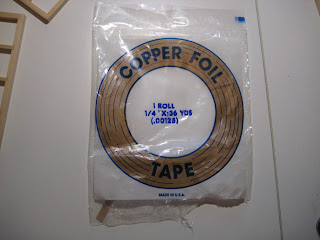 COPPER FOIL
1 ROLL
1/4" X:36 YDS
(.00125)
TAPE
MADE IN U.S.A.